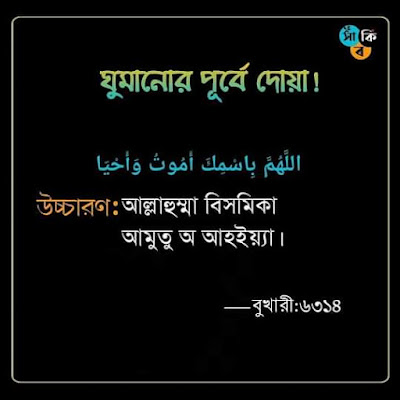 সাকিব
ঘুমানোর পূর্বে দোয়া!
اللَّهُمَّ بِاسْمِكَ أَمُوتُ وَأَحْيَا
উচ্চারণ: আল্লাহুম্মা বিসমিকা
আমুতু অ আহইয়্যা।
—বুখারী:৬৩১৪